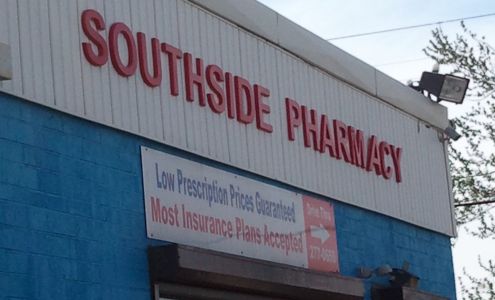 SOUTHSIDE PHARMACY
Low Prescription Prices Guaranteed
Most Insurance Plans Accepted
Drive Thru